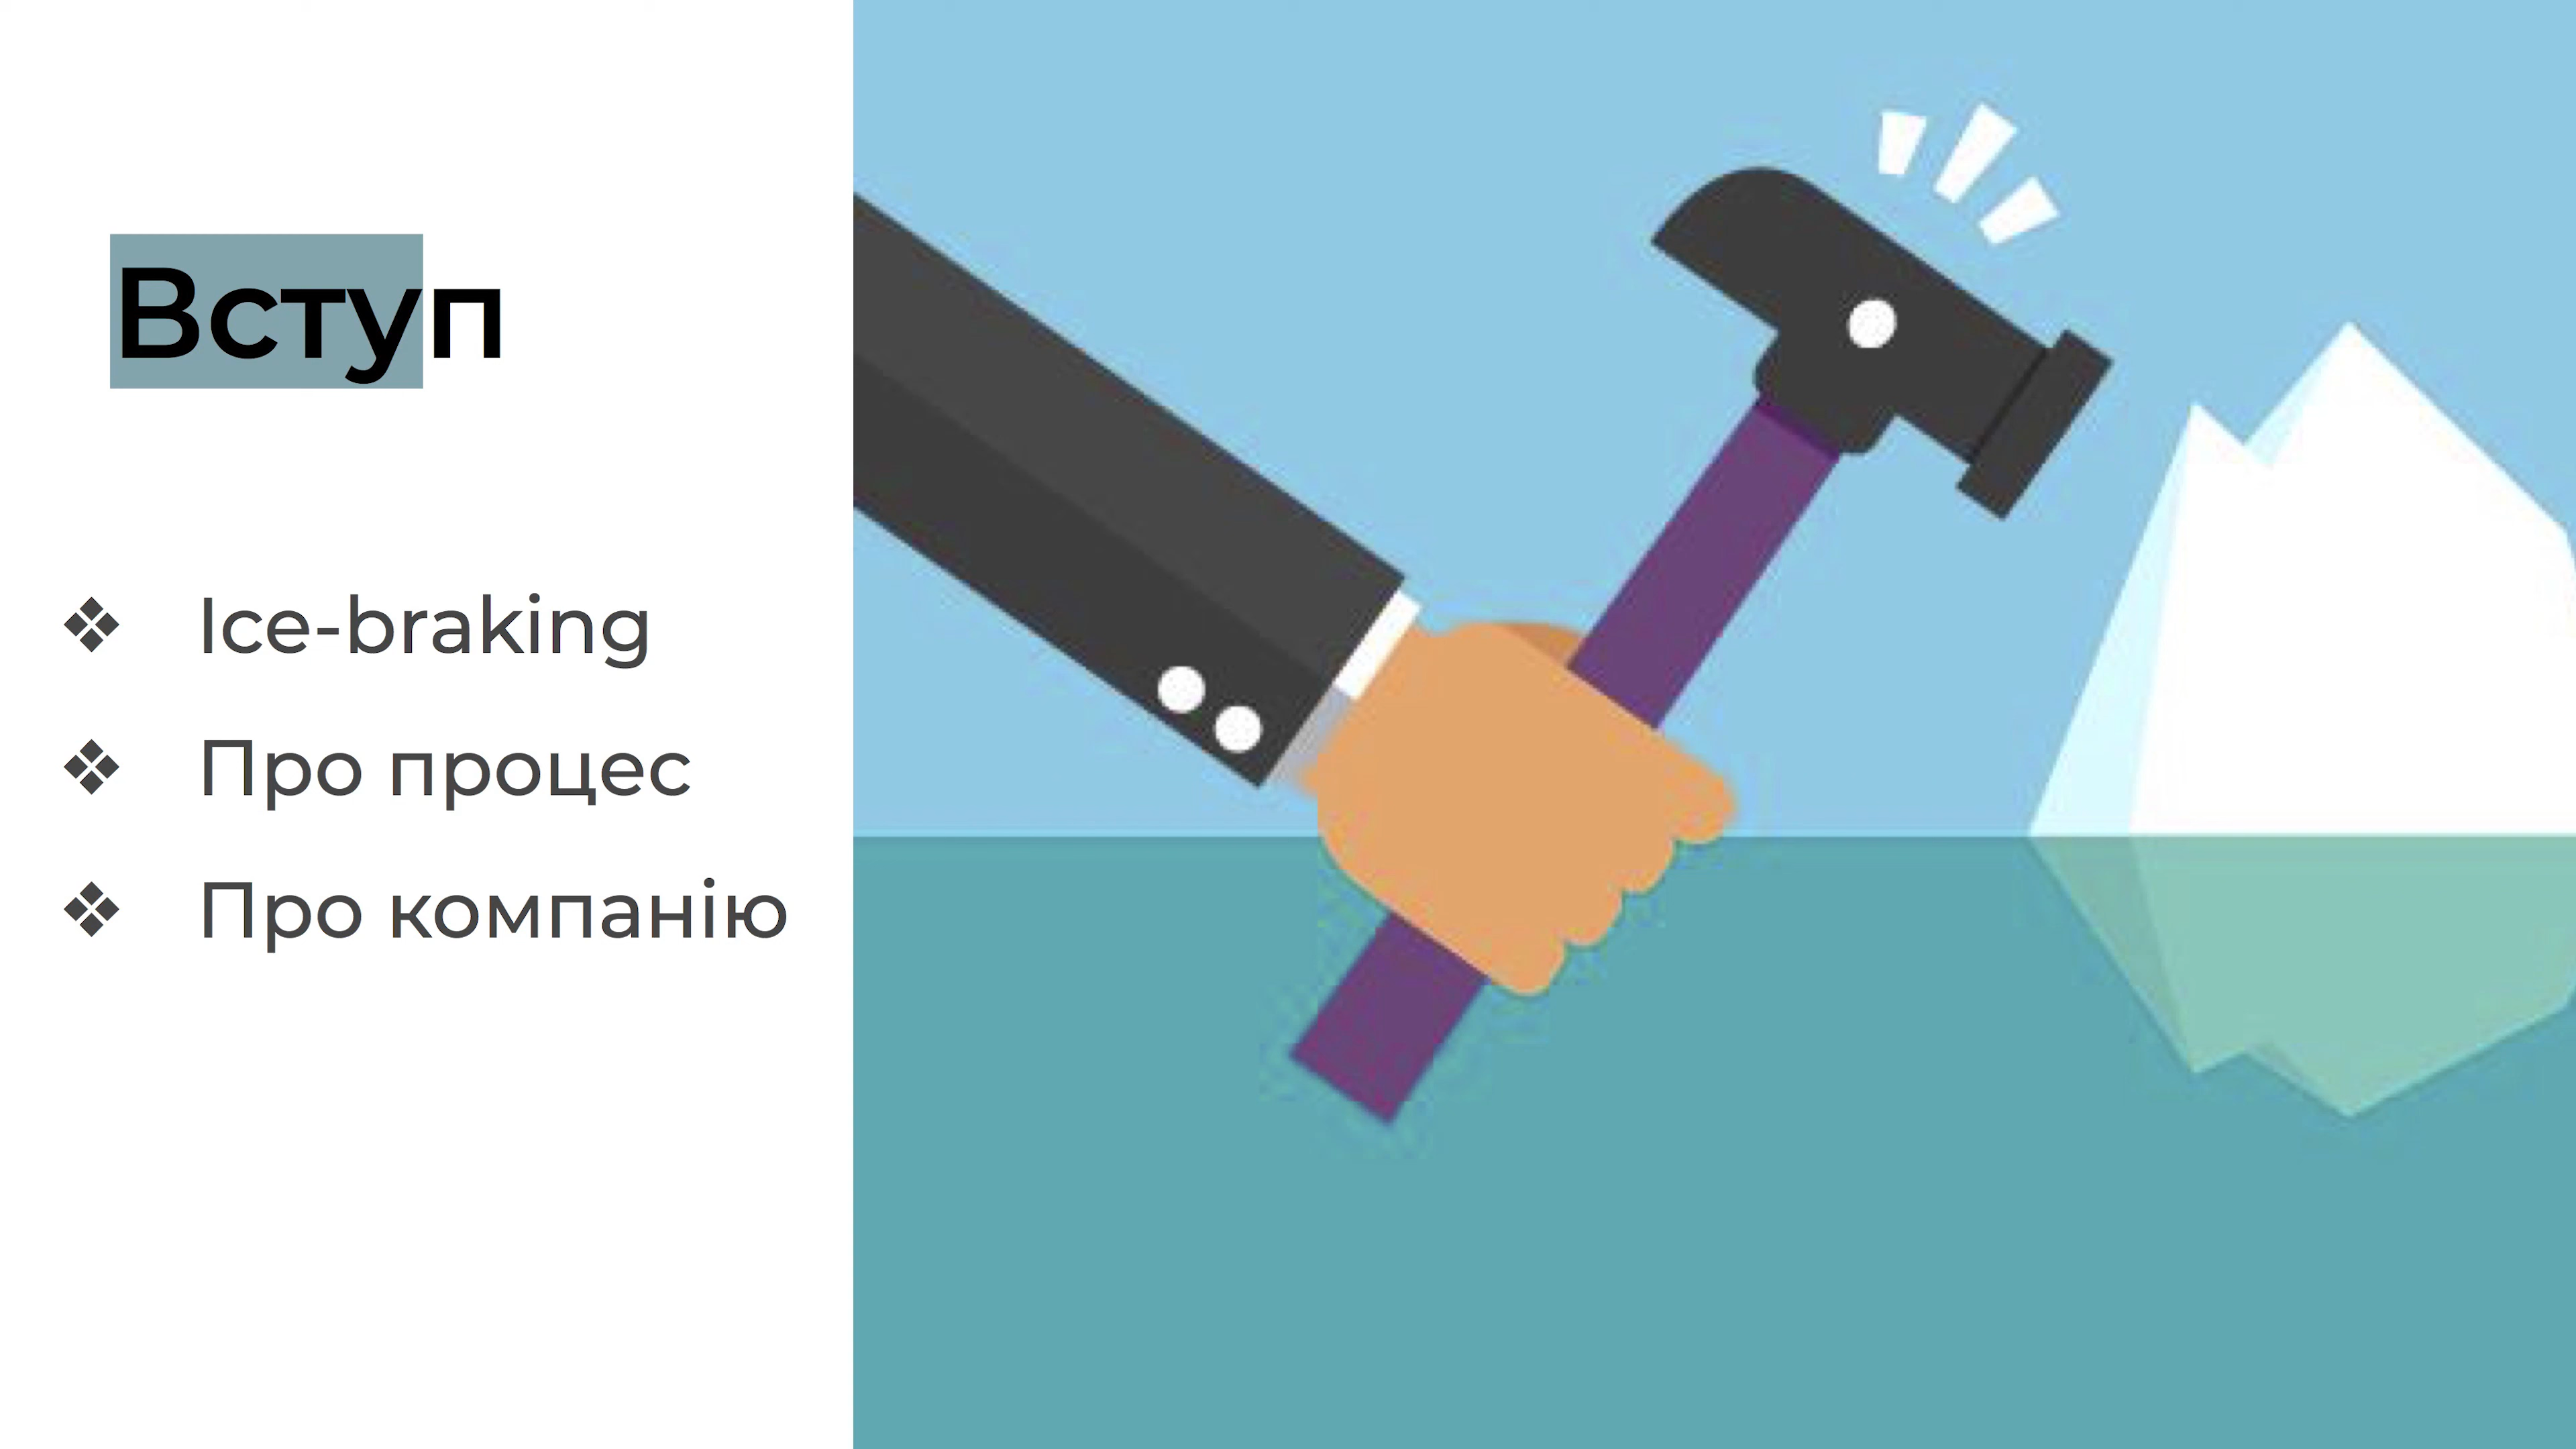 Вступ
❖ Ice-braking
❖ Про процес
❖ Про компанію